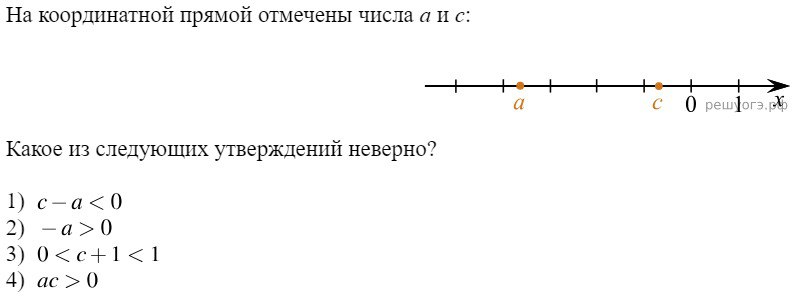 На координатной прямой отмечены числа a и c:
a c 0 1 x
решуогэ.рф
Какое из следующих утверждений неверно?
1) c − a < 0
2) − a > 0
3) 0 < c + 1 < 1
4) ac > 0